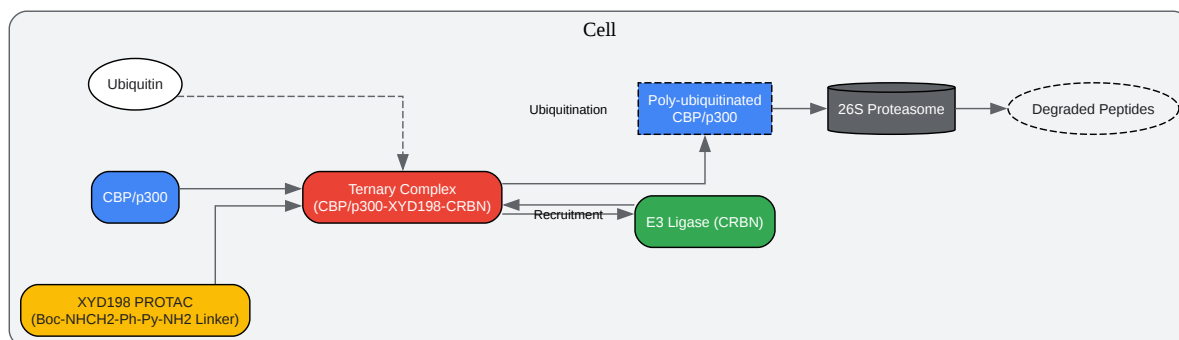 Cell
Ubiquitin
Ubiquitination
Poly-ubiquitinated
CBP/p300
26S Proteasome
Degraded Peptides
CBP/p300
Ternary Complex
(CBP/p300-XYD198-CRBN)
Recruitment
E3 Ligase (CRBN)
XYD198 PROTAC
(Boc-NHCH2-Ph-Py-NH2 Linker)